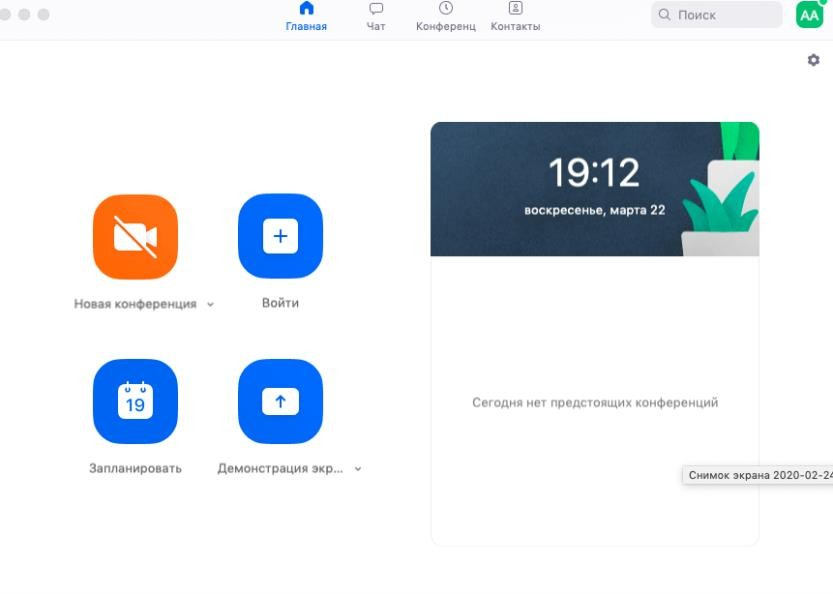 Главная
Чат
Конференц
Контакты
Поиск
АА
19:12
воскресенье, марта 22
Новая конференция
Войти
19
Запланировать
Демонстрация экр...
Сегодня нет предстоящих конференций
Снимок экрана 2020-02-24